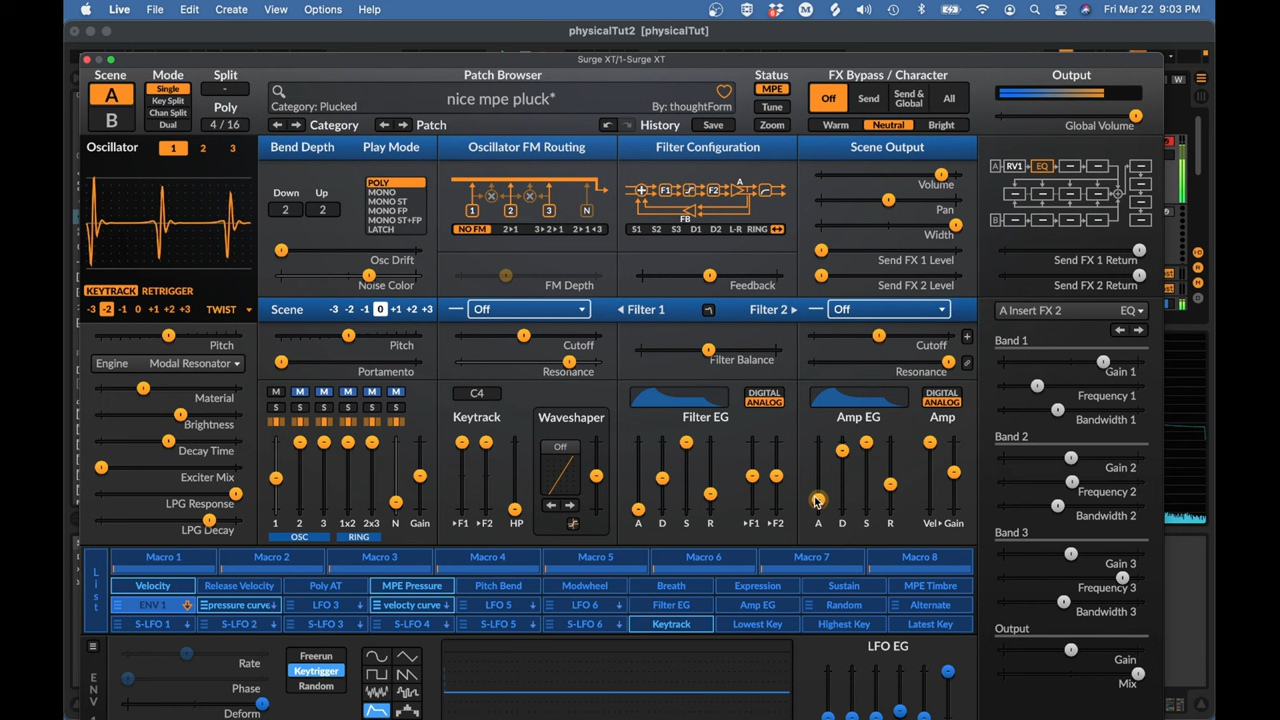 Live File Edit Create View Options Help Fri Mar 22 9:03 PM
physicalTut2 [physicalTut]
Surge XT/1-Surge XT
Scene Mode Split Patch Browser Status FX Bypass / Character Output
A Single - MPE Off Send Send & Global All
Key Split nice mpe pluck*
B Chan Split Poly Category: Plucked By: thoughtForm Tune
Dual 4 / 16 Category Patch History Save Zoom Warm Neutral Bright Global Volume
Oscillator 1 2 3 Bend Depth Play Mode Oscillator FM Routing Filter Configuration Scene Output
A RV1 EQ - -
Down Up POLY
MONO
MONO ST
MONO FP
MONO ST+FP
LATCH
2 2
1 2 3 N
NO FM 2▸1 3▸2▸1 2▸1◂3
F1 F2 A
FB
S1 S2 S3 D1 D2 L-R RING
Volume
Pan
Width
B
Osc Drift Send FX 1 Level Send FX 1 Return
Noise Color FM Depth Feedback Send FX 2 Level Send FX 2 Return
KEYTRACK RETRIGGER
-3 -2 -1 0 +1 +2 +3 TWIST
Scene -3 -2 -1 0 +1 +2 +3 Off Filter 1 Filter 2 Off A Insert FX 2 EQ
Pitch Pitch Cutoff Filter Balance Cutoff
Engine Modal Resonator Portamento Resonance Resonance
Material
Brightness
Decay Time
Exciter Mix
LPG Response
LPG Decay
M M M M M M
S S S S S S
1 2 3 1x2 2x3 N Gain
OSC RING
C4
Keytrack Waveshaper
Off
▸F1 ▸F2 HP
DIGITAL
ANALOG
Filter EG
A D S R ▸F1 ▸F2
DIGITAL
ANALOG
Amp EG Amp
A D S R Vel▸Gain
Band 1
Gain 1
Frequency 1
Bandwidth 1
Band 2
Gain 2
Frequency 2
Bandwidth 2
Band 3
Gain 3
Frequency 3
Bandwidth 3
Output
Gain
Mix
List
Macro 1 Macro 2 Macro 3 Macro 4 Macro 5 Macro 6 Macro 7 Macro 8
Velocity Release Velocity Poly AT MPE Pressure Pitch Bend Modwheel Breath Expression Sustain MPE Timbre
ENV 1 pressure curve LFO 3 velocty curve LFO 5 LFO 6 Filter EG Amp EG Random Alternate
S-LFO 1 S-LFO 2 S-LFO 3 S-LFO 4 S-LFO 5 S-LFO 6 Keytrack Lowest Key Highest Key Latest Key
ENV 1
Rate
Phase
Deform
Freerun
Keytrigger
Random
LFO EG